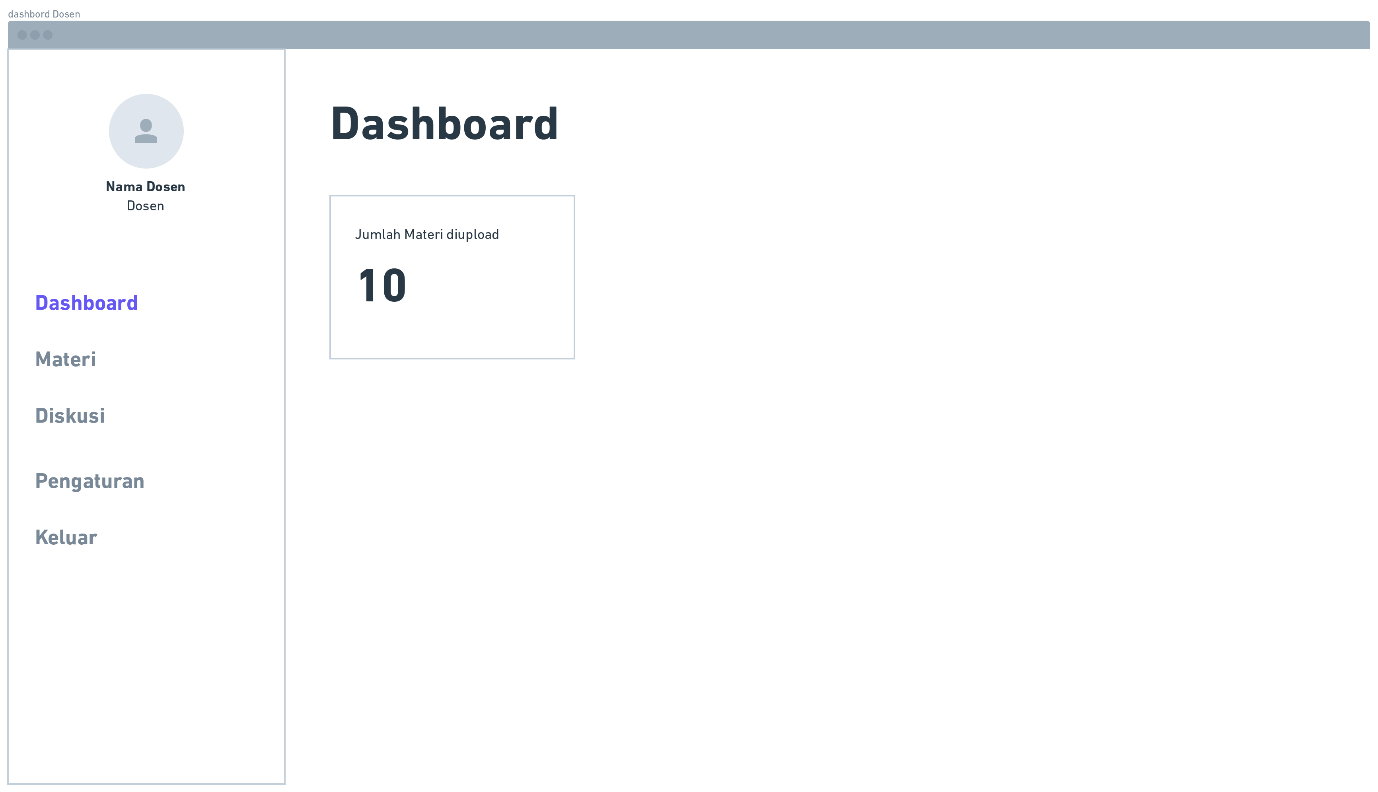 dashbord Dosen
Nama Dosen
Dosen
Dashboard
Materi
Diskusi
Pengaturan
Keluar
Dashboard
Jumlah Materi diupload
10